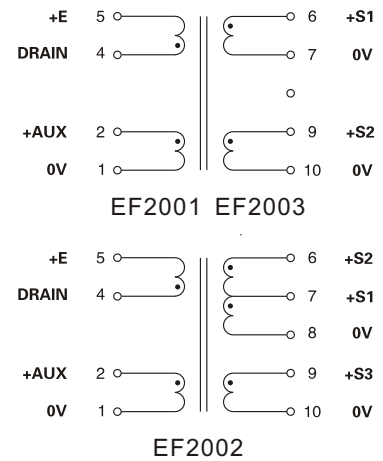 +E 5 6 +S1
DRAIN 4 7 0V
+AUX 2 9 +S2
0V 1 10 0V
EF2001 EF2003
+E 5 6 +S2
DRAIN 4 7 +S1
8 0V
+AUX 2 9 +S3
0V 1 10 0V
EF2002